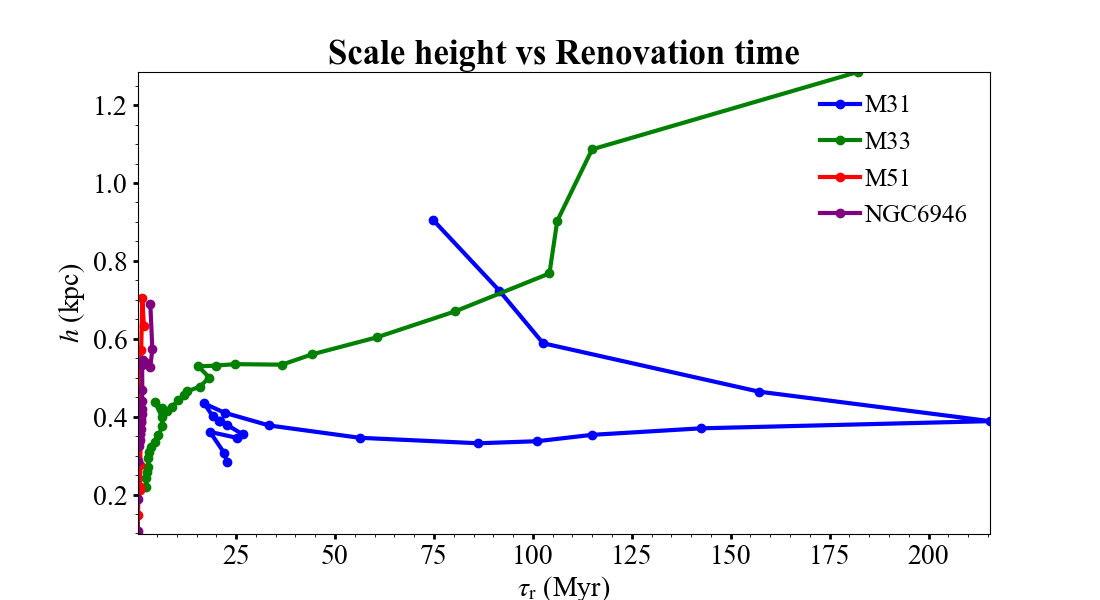 Scale height vs Renovation time
1.2
1.0
0.8
0.6
0.4
0.2
h (kpc)
M31
M33
M51
NGC6946
25 50 75 100 125 150 175 200
τr (Myr)